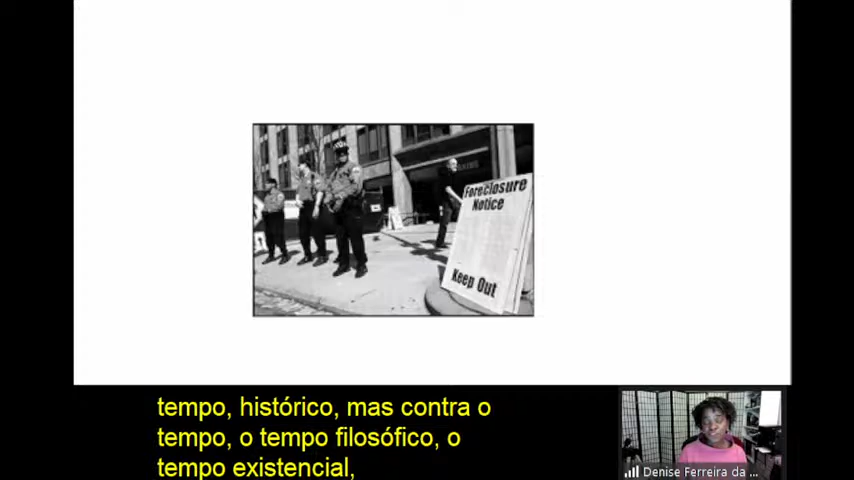 Foreclosure
Notice
Keep Out
tempo, histórico, mas contra o
tempo, o tempo filosófico, o
tempo existencial,
Denise Ferreira da ...